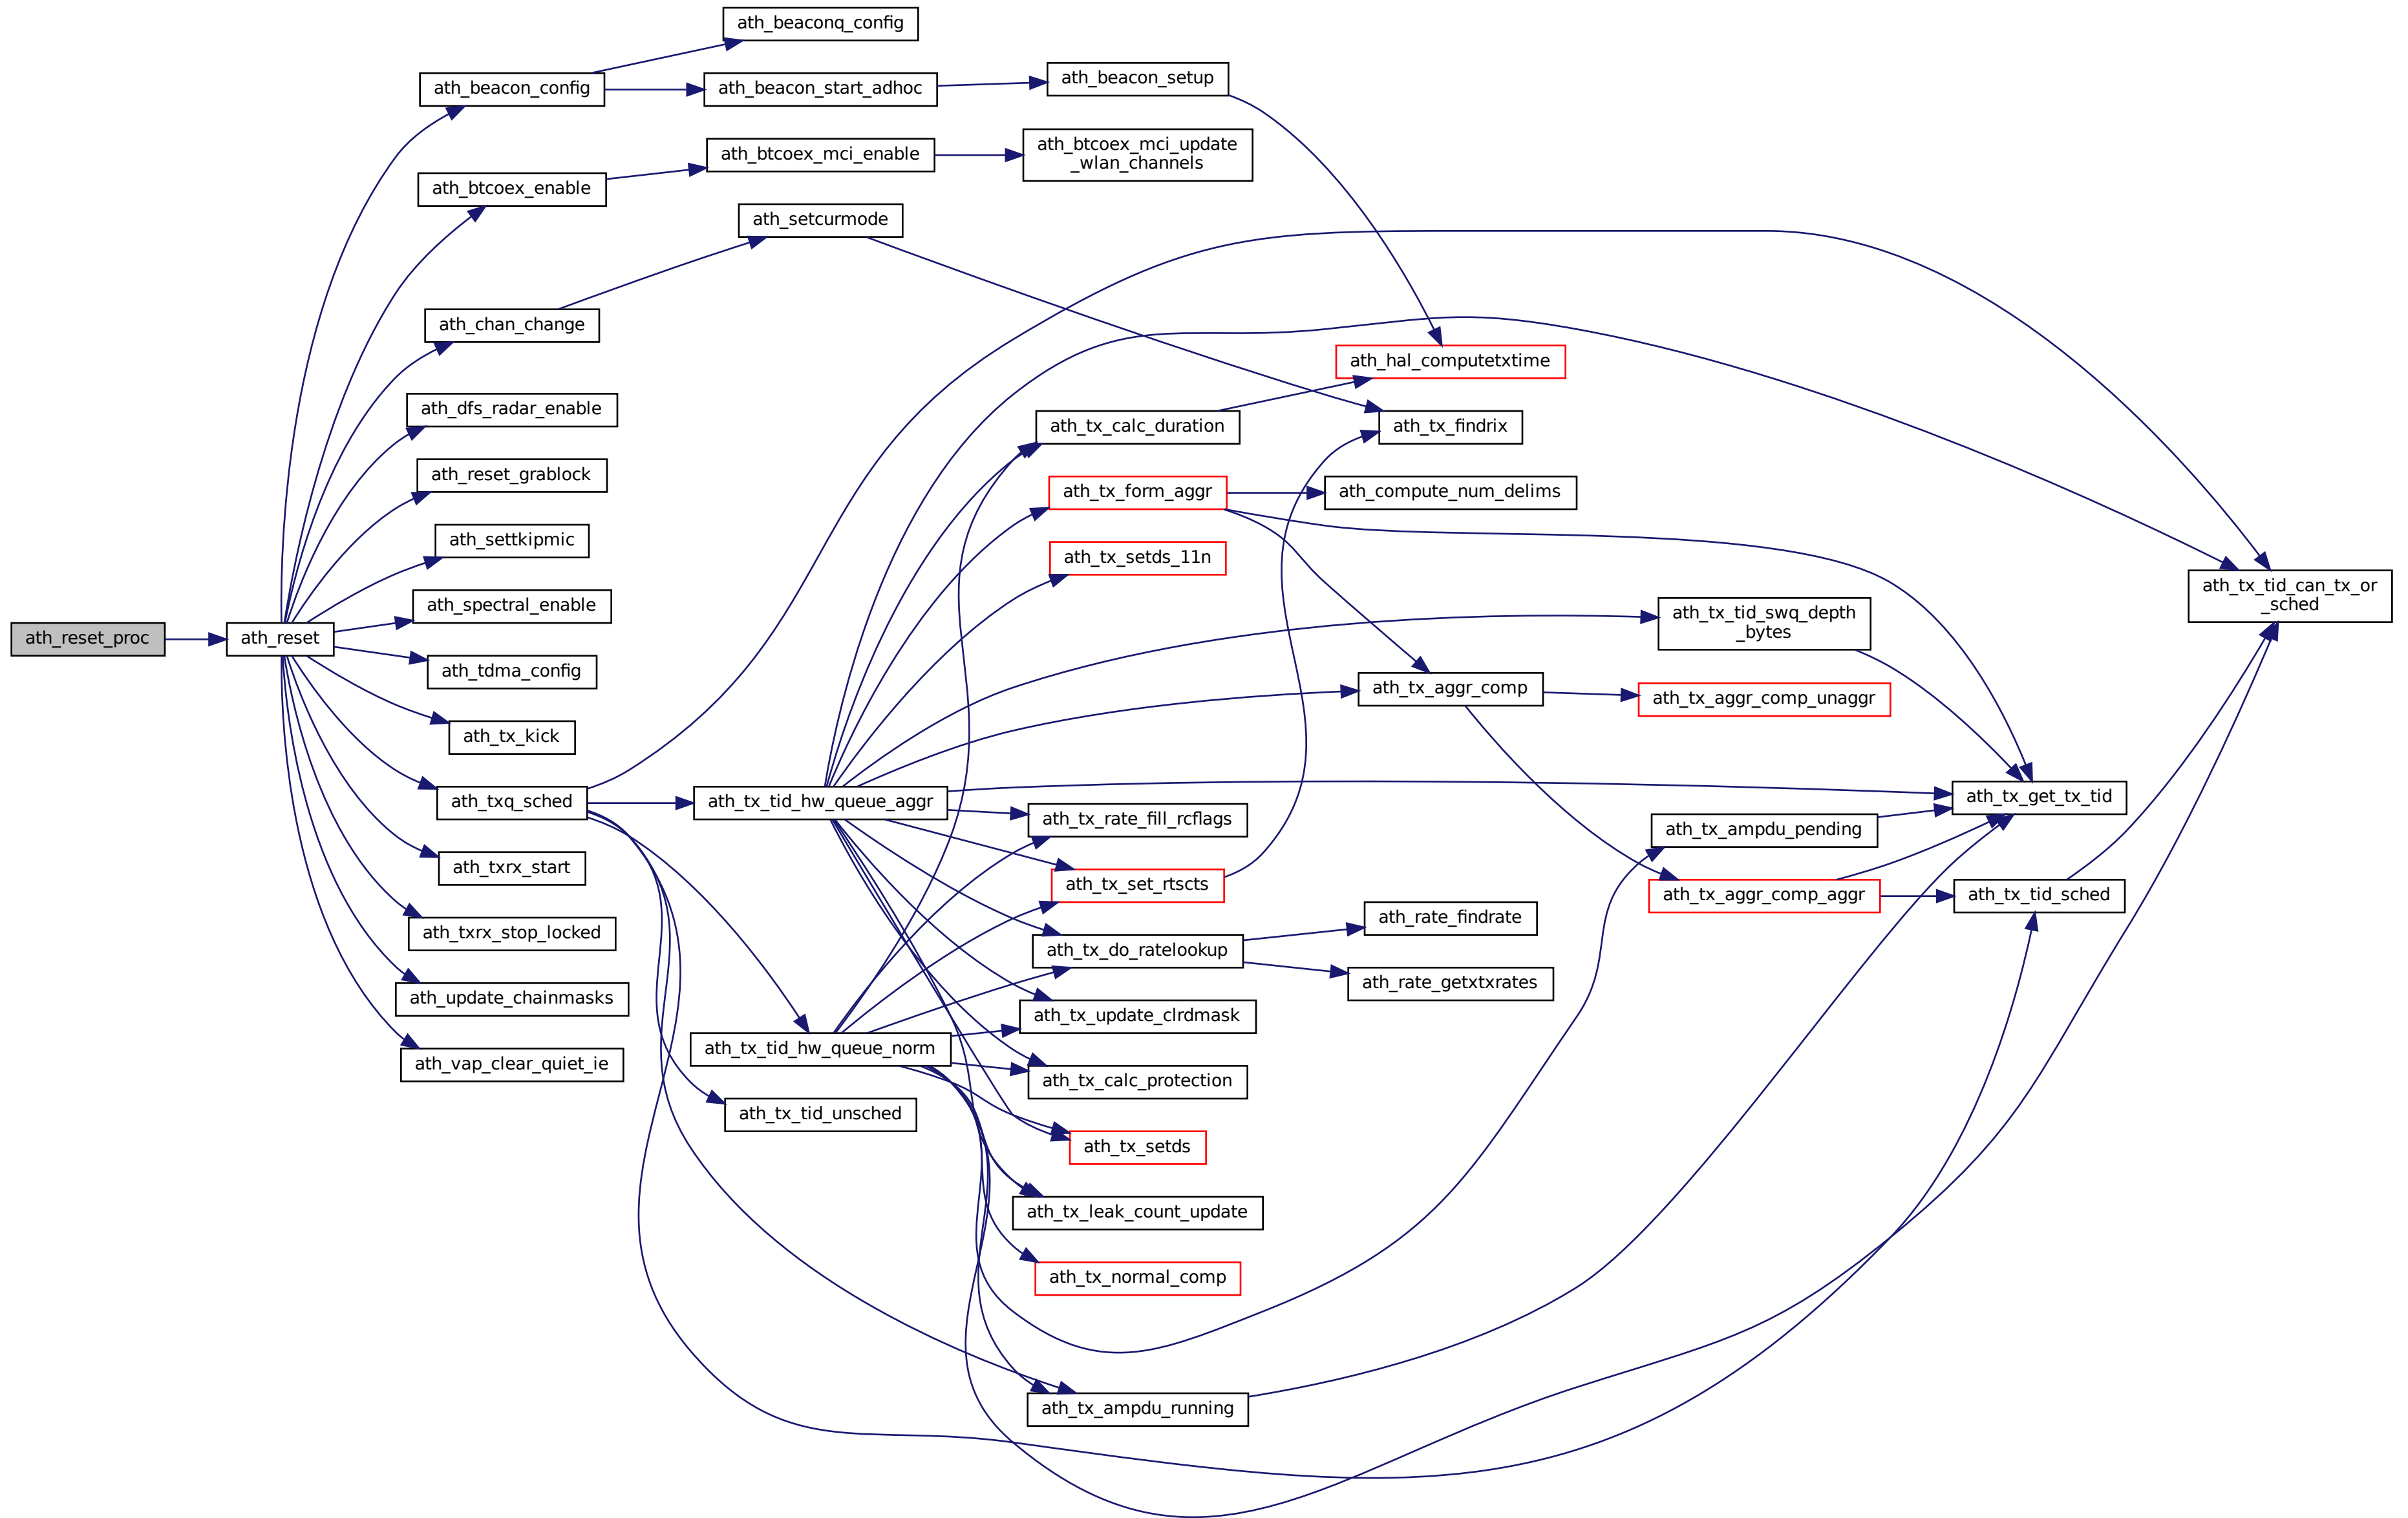 ath_beaconq_config
ath_beacon_config
ath_beacon_start_adhoc
ath_beacon_setup
ath_btcoex_mci_enable
ath_btcoex_mci_update
_wlan_channels
ath_btcoex_enable
ath_setcurmode
ath_chan_change
ath_hal_computetxtime
ath_dfs_radar_enable
ath_tx_calc_duration
ath_tx_findrix
ath_reset_grablock
ath_tx_form_aggr
ath_compute_num_delims
ath_settkipmic
ath_tx_setds_11n
ath_tx_tid_can_tx_or
_sched
ath_spectral_enable
ath_tx_tid_swq_depth
_bytes
ath_reset_proc
ath_reset
ath_tdma_config
ath_tx_aggr_comp
ath_tx_aggr_comp_unaggr
ath_tx_kick
ath_txq_sched
ath_tx_tid_hw_queue_aggr
ath_tx_get_tx_tid
ath_tx_rate_fill_rcflags
ath_tx_ampdu_pending
ath_txrx_start
ath_tx_set_rtscts
ath_tx_aggr_comp_aggr
ath_tx_tid_sched
ath_rate_findrate
ath_txrx_stop_locked
ath_tx_do_ratelookup
ath_rate_getxtxrates
ath_update_chainmasks
ath_tx_update_clrdmask
ath_tx_tid_hw_queue_norm
ath_vap_clear_quiet_ie
ath_tx_calc_protection
ath_tx_tid_unsched
ath_tx_setds
ath_tx_leak_count_update
ath_tx_normal_comp
ath_tx_ampdu_running